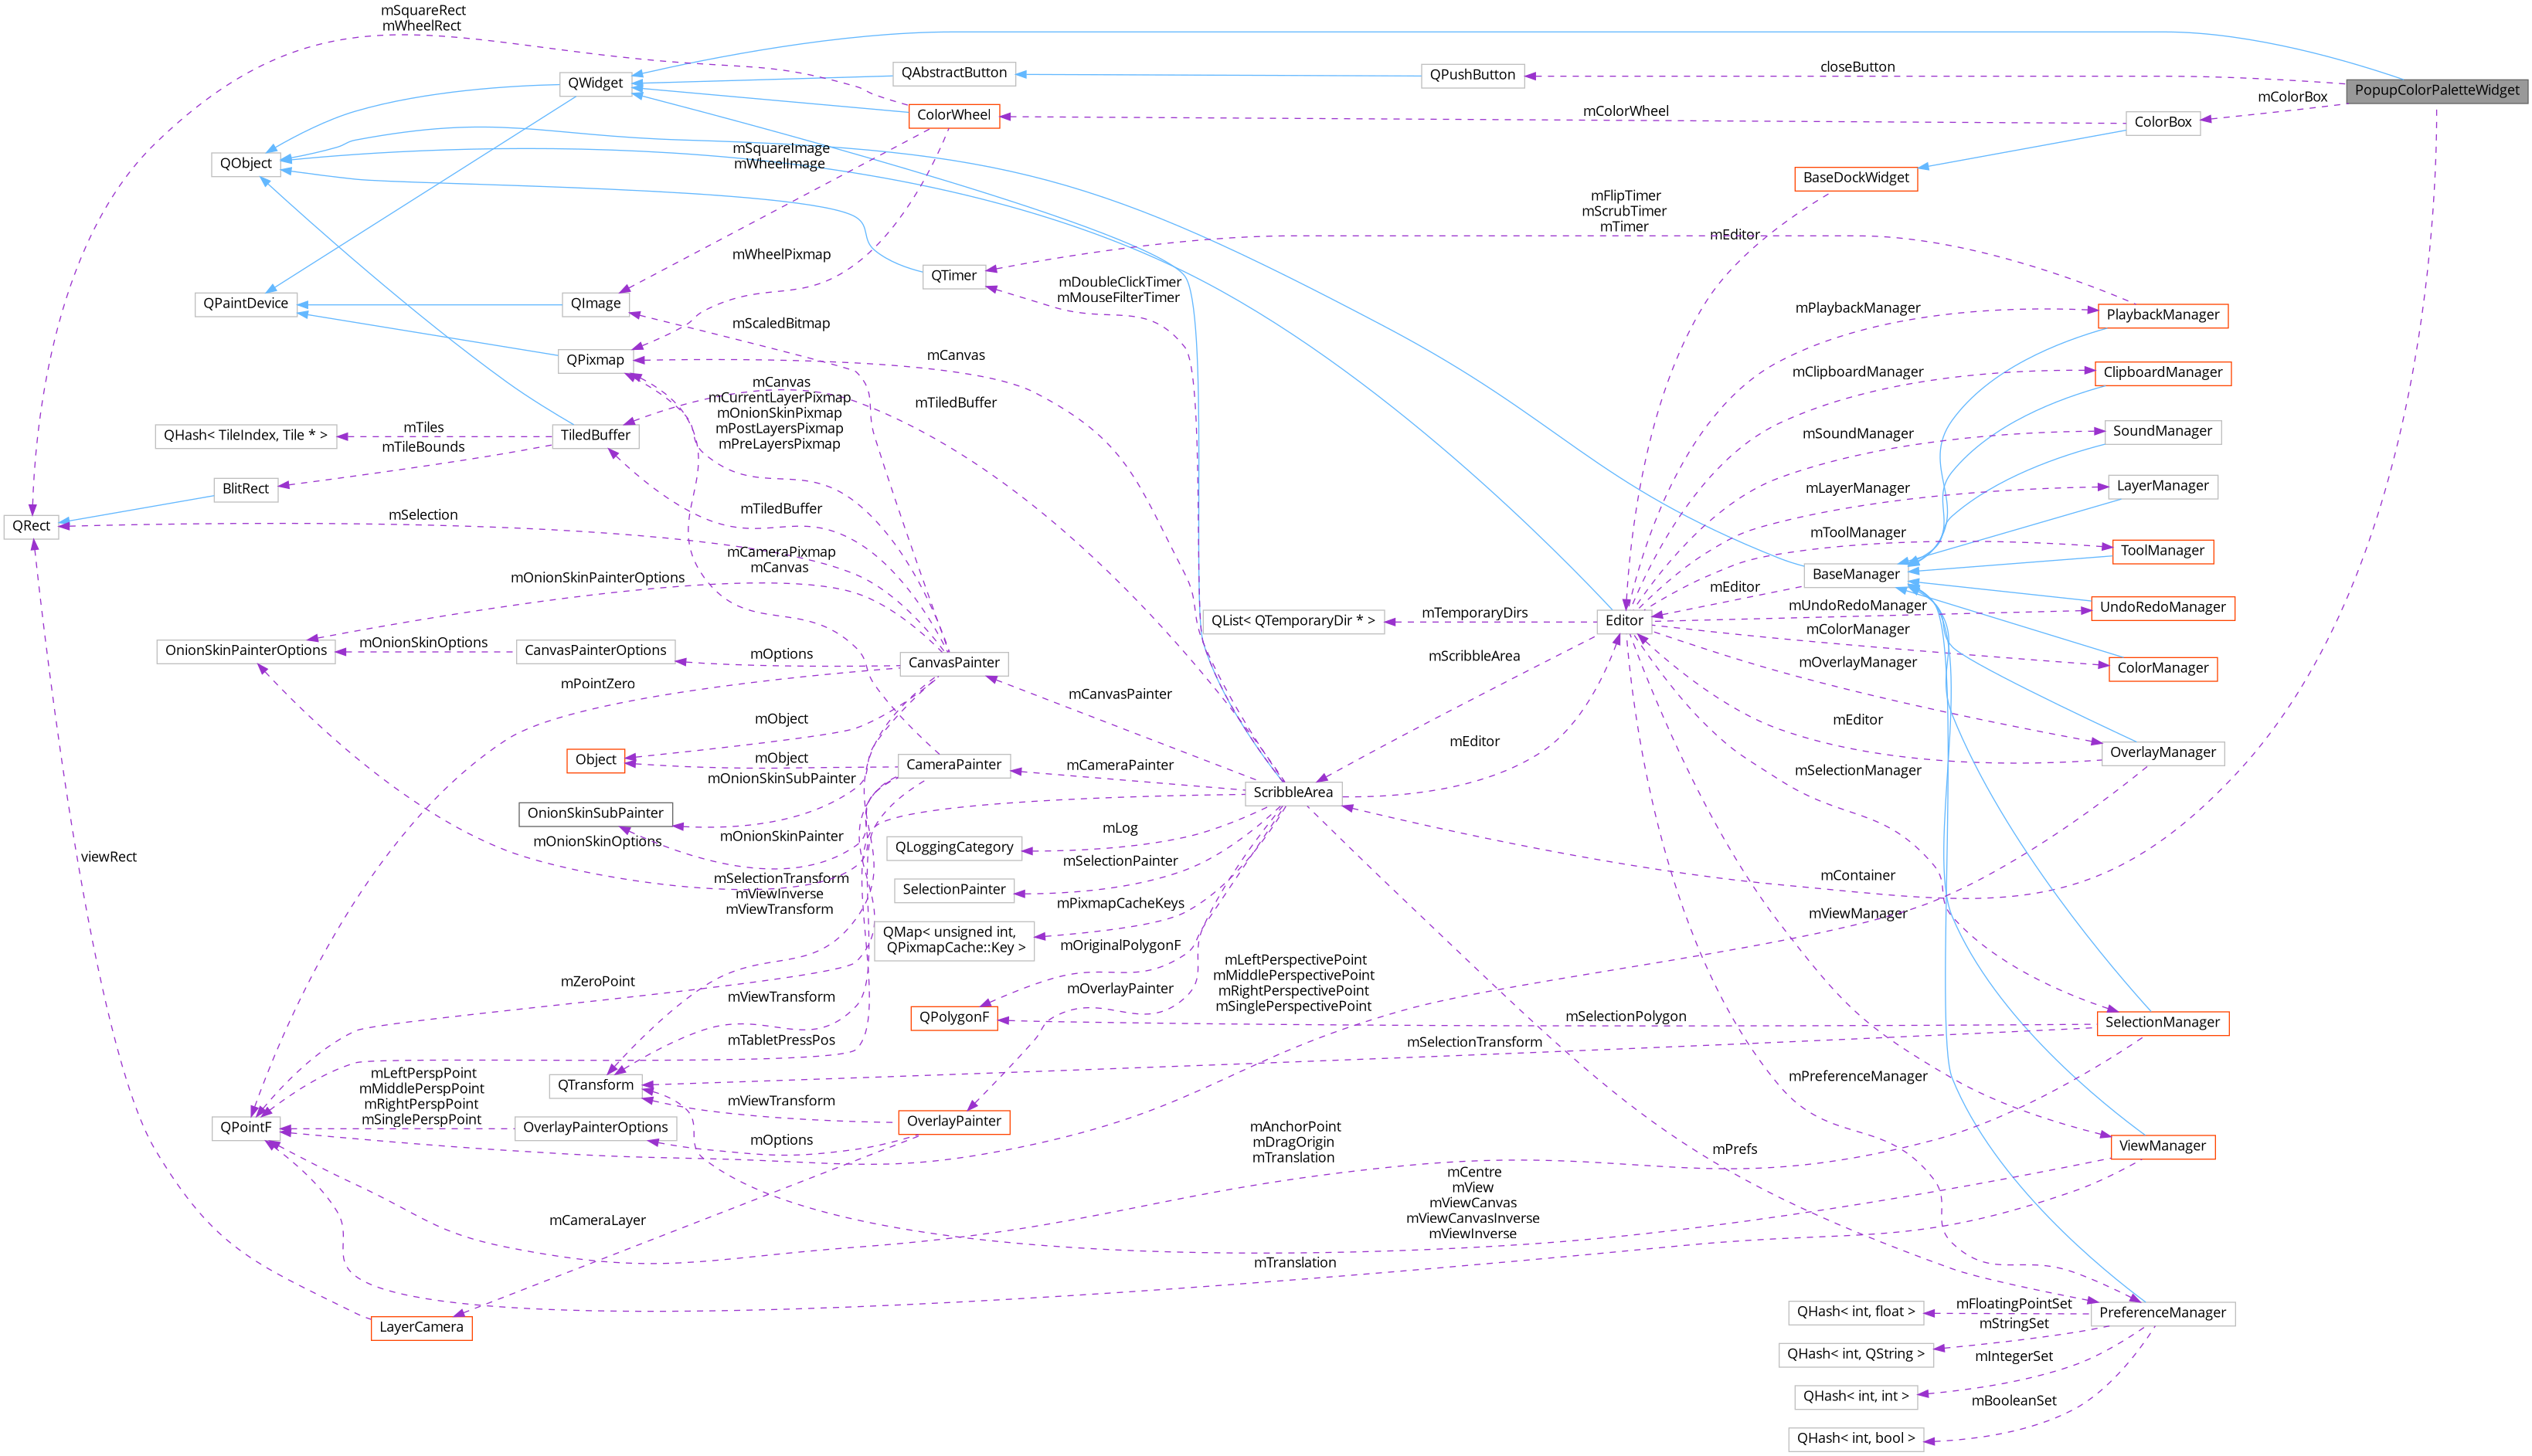 mSquareRect
mWheelRect
QWidget
QAbstractButton
QPushButton
closeButton
PopupColorPaletteWidget
mColorBox
ColorWheel
mColorWheel
ColorBox
QObject
mSquareImage
mWheelImage
BaseDockWidget
mFlipTimer
mScrubTimer
mTimer
mEditor
mWheelPixmap
QTimer
mDoubleClickTimer
mMouseFilterTimer
QPaintDevice
QImage
mPlaybackManager
PlaybackManager
mScaledBitmap
QPixmap
mCanvas
mClipboardManager
ClipboardManager
mCanvas
mCurrentLayerPixmap
mOnionSkinPixmap
mPostLayersPixmap
mPreLayersPixmap
mTiledBuffer
QHash< TileIndex, Tile * >
mTiles
mTileBounds
TiledBuffer
mSoundManager
SoundManager
BlitRect
mLayerManager
LayerManager
QRect
mSelection
mTiledBuffer
mToolManager
ToolManager
mCameraPixmap
mCanvas
mOnionSkinPainterOptions
BaseManager
mEditor
QList< QTemporaryDir * >
mTemporaryDirs
Editor
mUndoRedoManager
UndoRedoManager
mColorManager
OnionSkinPainterOptions
mOnionSkinOptions
CanvasPainterOptions
mOptions
CanvasPainter
mScribbleArea
mOverlayManager
ColorManager
mPointZero
mCanvasPainter
mObject
mEditor
mEditor
OverlayManager
Object
mObject
CameraPainter
mCameraPainter
mSelectionManager
mOnionSkinSubPainter
ScribbleArea
OnionSkinSubPainter
mOnionSkinPainter
mOnionSkinOptions
QLoggingCategory
mLog
viewRect
mSelectionPainter
SelectionPainter
mSelectionTransform
mViewInverse
mViewTransform
mContainer
mPixmapCacheKeys
mViewManager
QMap< unsigned int,
QPixmapCache::Key >
mOriginalPolygonF
mZeroPoint
mLeftPerspectivePoint
mMiddlePerspectivePoint
mRightPerspectivePoint
mSinglePerspectivePoint
mViewTransform
mOverlayPainter
QPolygonF
mSelectionPolygon
SelectionManager
mTabletPressPos
mSelectionTransform
mLeftPerspPoint
mMiddlePerspPoint
mRightPerspPoint
mSinglePerspPoint
QTransform
mPreferenceManager
mViewTransform
QPointF
OverlayPainterOptions
mOptions
OverlayPainter
mAnchorPoint
mDragOrigin
mTranslation
mPrefs
ViewManager
mCentre
mView
mViewCanvas
mViewCanvasInverse
mViewInverse
mCameraLayer
mTranslation
LayerCamera
QHash< int, float >
mFloatingPointSet
PreferenceManager
mStringSet
QHash< int, QString >
mIntegerSet
QHash< int, int >
mBooleanSet
QHash< int, bool >